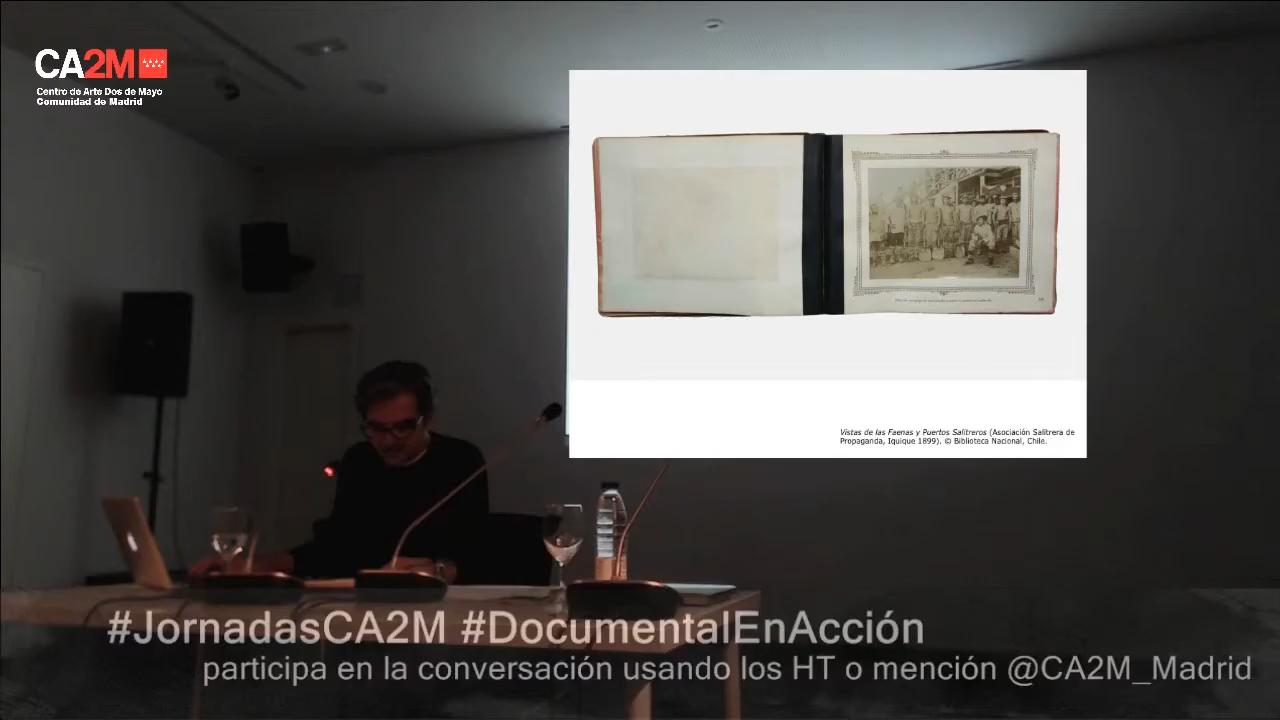 CA2M
Centro de Arte Dos de Mayo
Comunidad de Madrid
Vistas de las Faenas y Puertos Salitreros (Asociación Salitrera de
Propaganda, Iquique 1899). © Biblioteca Nacional, Chile.
#JornadasCA2M #DocumentalEnAcción
participa en la conversación usando los HT o mención @CA2M_Madrid